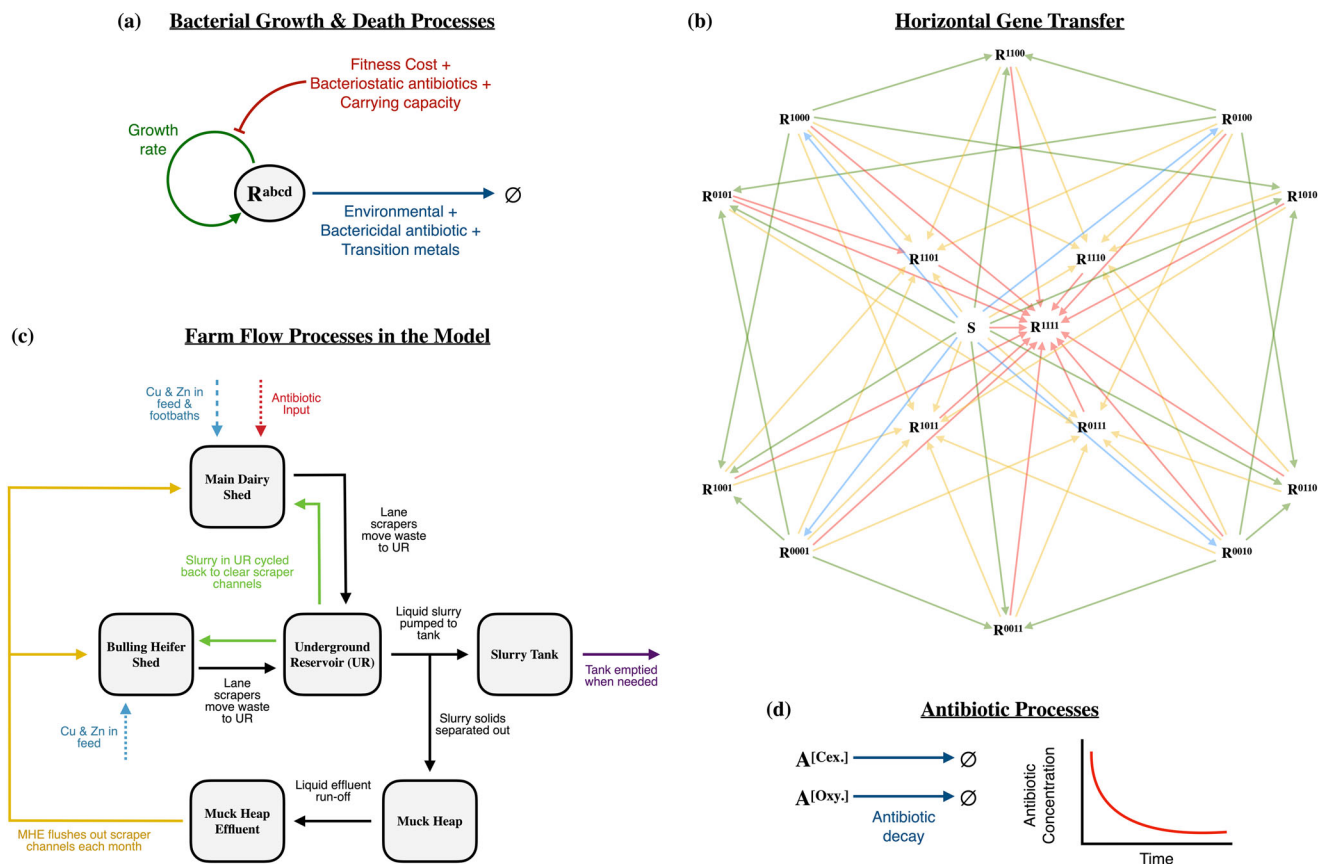 (a) Bacterial Growth & Death Processes
Fitness Cost +
Bacteriostatic antibiotics +
Carrying capacity
Growth
rate
Rabcd
∅
Environmental +
Bactericidal antibiotic +
Transition metals
(b) Horizontal Gene Transfer
R1100
R1000
R0100
R0101
R1010
R1101
R1110
S
R1111
R1011
R0111
R1001
R0110
R0001
R0010
R0011
(c) Farm Flow Processes in the Model
Cu & Zn in
feed &
footbaths
Antibiotic
Input
Main Dairy
Shed
Lane
scrapers
move waste
to UR
Slurry in UR cycled
back to clear scraper
channels
Bulling Heifer
Shed
Underground
Reservoir (UR)
Liquid slurry
pumped to
tank
Slurry Tank
Tank emptied
when needed
Lane
scrapers
move waste
to UR
Cu & Zn in
feed
Slurry solids
separated out
Muck Heap
Effluent
Liquid effluent
run-off
Muck Heap
MHE flushes out scraper
channels each month
(d) Antibiotic Processes
A[Cex.] ∅
A[Oxy.] ∅
Antibiotic
decay
Antibiotic
Concentration
Time